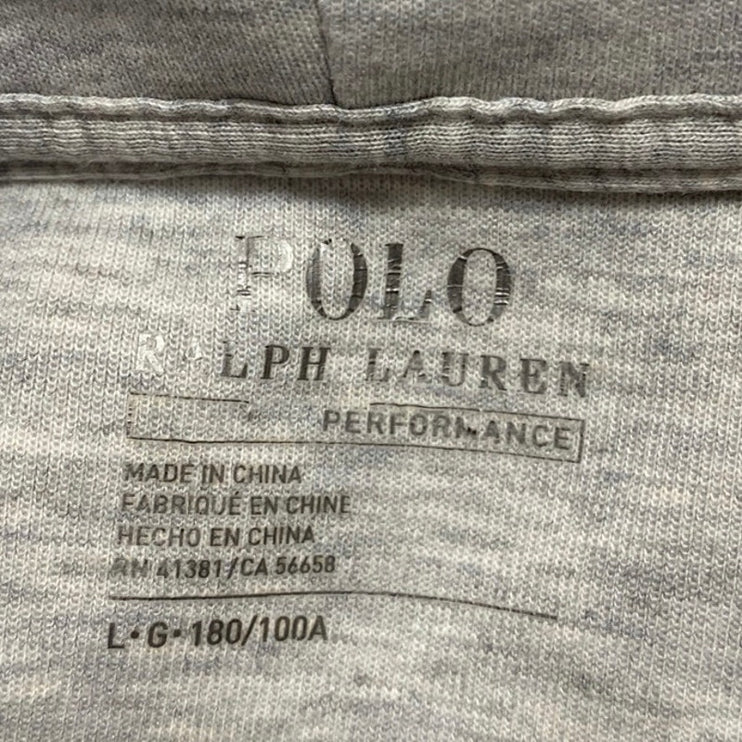 POLO
RALPH LAUREN
PERFORMANCE
MADE IN CHINA
FABRIQUÉ EN CHINE
HECHO EN CHINA
RN 41381/CA 56658
L•G•180/100A